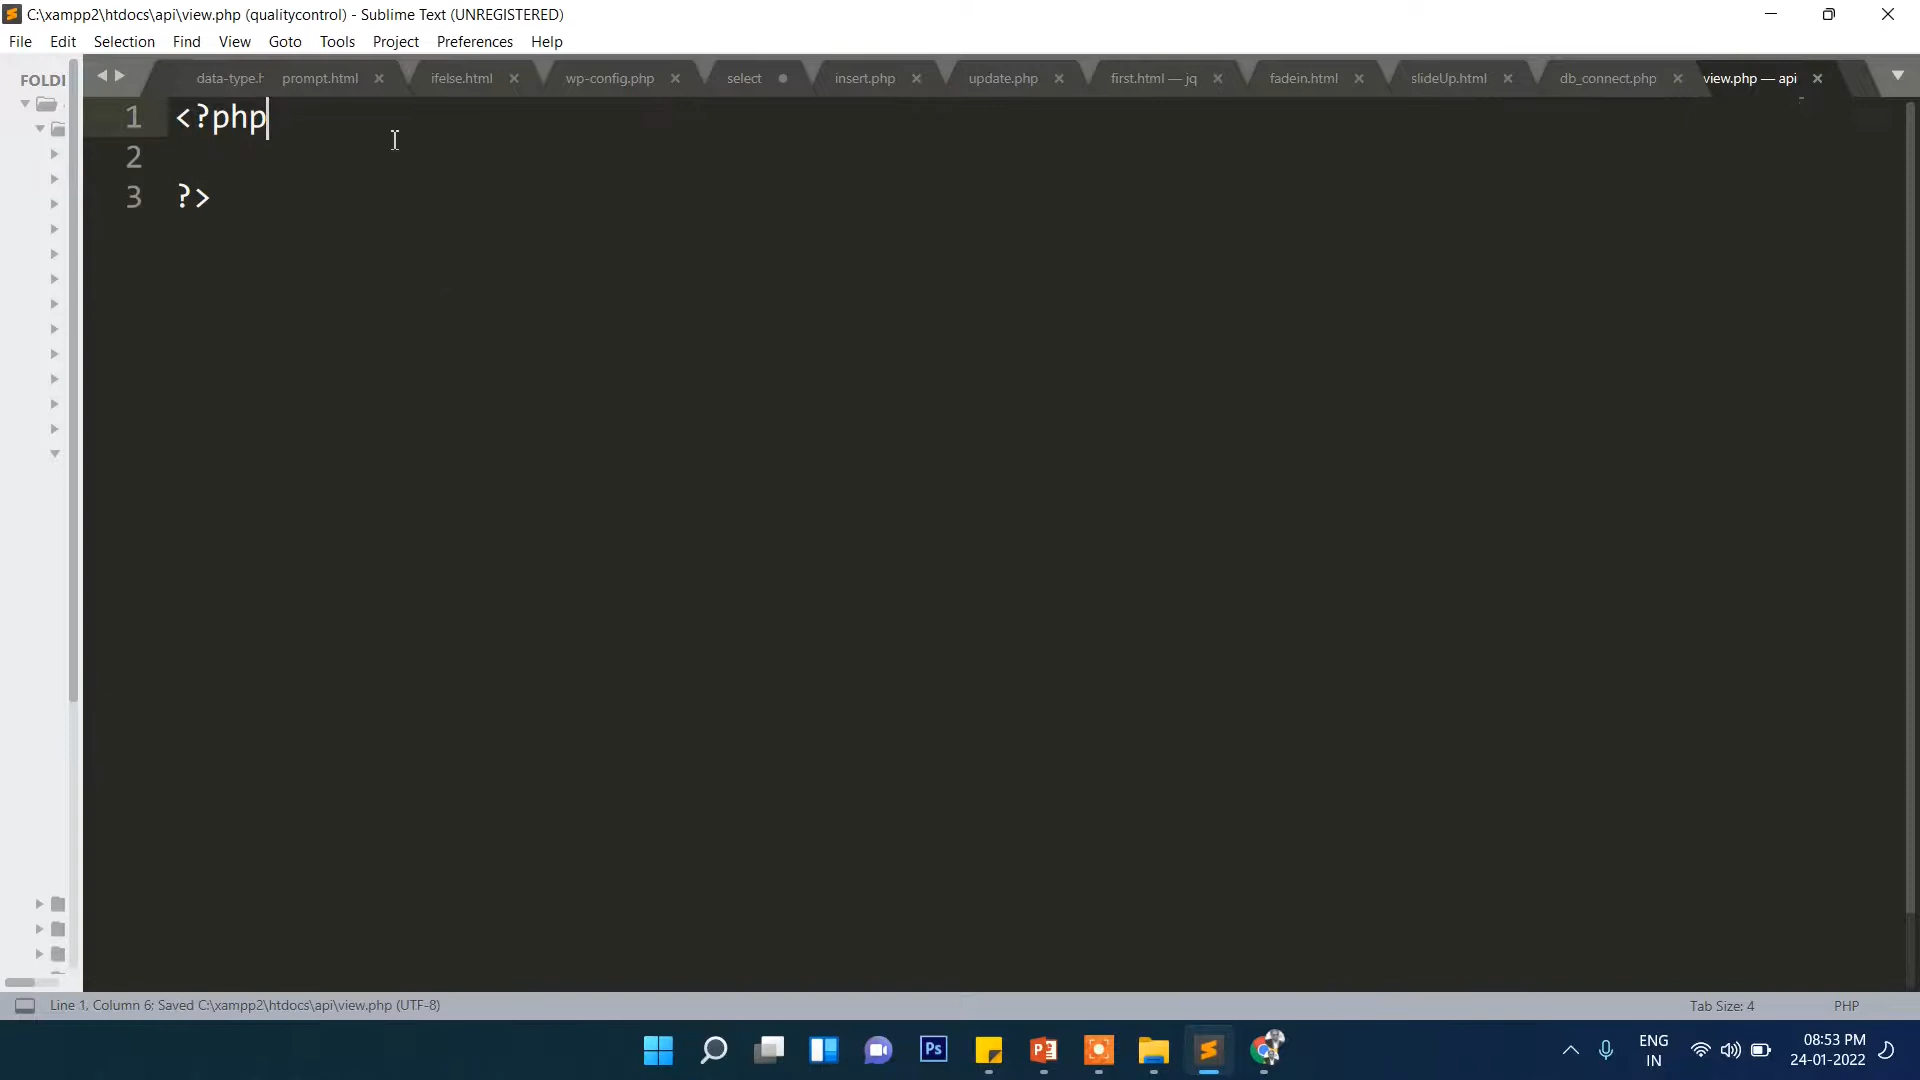 C:\xampp2\htdocs\api\view.php (qualitycontrol) - Sublime Text (UNREGISTERED)
File Edit Selection Find View Goto Tools Project Preferences Help
FOLDI
data-type.h prompt.html × ifelse.html × wp-config.php × select insert.php × update.php × first.html — jq × fadein.html × slideUp.html × db_connect.php × view.php — api ×
1 <?php
2
3 ?>
Line 1, Column 6; Saved C:\xampp2\htdocs\api\view.php (UTF-8) Tab Size: 4 PHP
Ps
ENG
IN
08:53 PM
24-01-2022